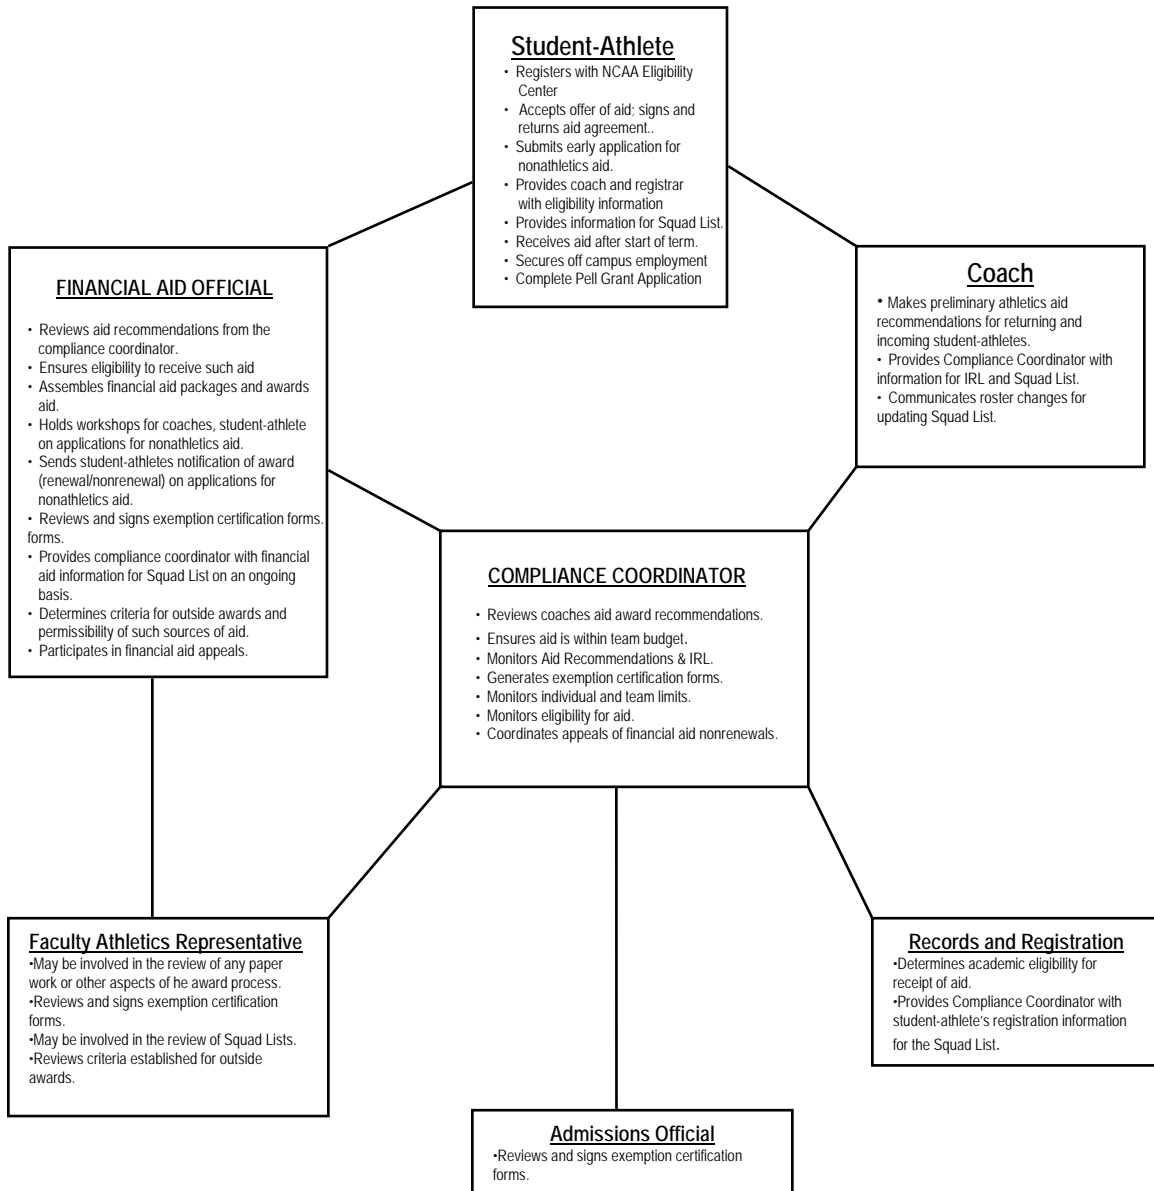 Student-Athlete
• Registers with NCAA Eligibility
Center
• Accepts offer of aid; signs and
returns aid agreement..
• Submits early application for
nonathletics aid.
• Provides coach and registrar
with eligibility information
• Provides information for Squad List.
• Receives aid after start of term.
• Secures off campus employment
• Complete Pell Grant Application
FINANCIAL AID OFFICIAL
• Reviews aid recommendations from the
compliance coordinator.
• Ensures eligibility to receive such aid
• Assembles financial aid packages and awards
aid.
• Holds workshops for coaches, student-athlete
on applications for nonathletics aid.
• Sends student-athletes notification of award
(renewal/nonrenewal) on applications for
nonathletics aid.
• Reviews and signs exemption certification forms.
forms.
• Provides compliance coordinator with financial
aid information for Squad List on an ongoing
basis.
• Determines criteria for outside awards and
permissibility of such sources of aid.
• Participates in financial aid appeals.
Coach
• Makes preliminary athletics aid
recommendations for returning and
incoming student-athletes.
• Provides Compliance Coordinator with
information for IRL and Squad List.
• Communicates roster changes for
updating Squad List.
COMPLIANCE COORDINATOR
• Reviews coaches aid award recommendations.
• Ensures aid is within team budget.
• Monitors Aid Recommendations & IRL.
• Generates exemption certification forms.
• Monitors individual and team limits.
• Monitors eligibility for aid.
• Coordinates appeals of financial aid nonrenewals.
Faculty Athletics Representative
•May be involved in the review of any paper
work or other aspects of he award process.
•Reviews and signs exemption certification
forms.
•May be involved in the review of Squad Lists.
•Reviews criteria established for outside
awards.
Records and Registration
•Determines academic eligibility for
receipt of aid.
•Provides Compliance Coordinator with
student-athlete's registration information
for the Squad List.
Admissions Official
•Reviews and signs exemption certification
forms.